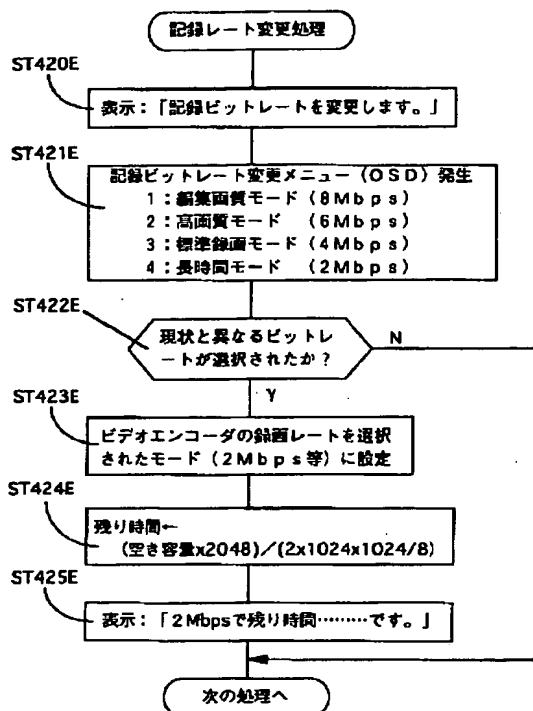 記録レート変更処理
ST420E
表示：「記録ビットレートを変更します。」
ST421E
記録ビットレート変更メニュー（OSD）発生
1：編集画質モード（8Mbps）
2：高画質モード（6Mbps）
3：標準録画モード（4Mbps）
4：長時間モード（2Mbps）
ST422E
現状と異なるビットレ
ートが選択されたか？
N
Y
ST423E
ビデオエンコーダの録画レートを選択
されたモード（2Mbps等）に設定
ST424E
残り時間←
（空き容量x2048）／(2x1024x1024/8)
ST425E
表示：「2Mbpsで残り時間………です。」
次の処理へ